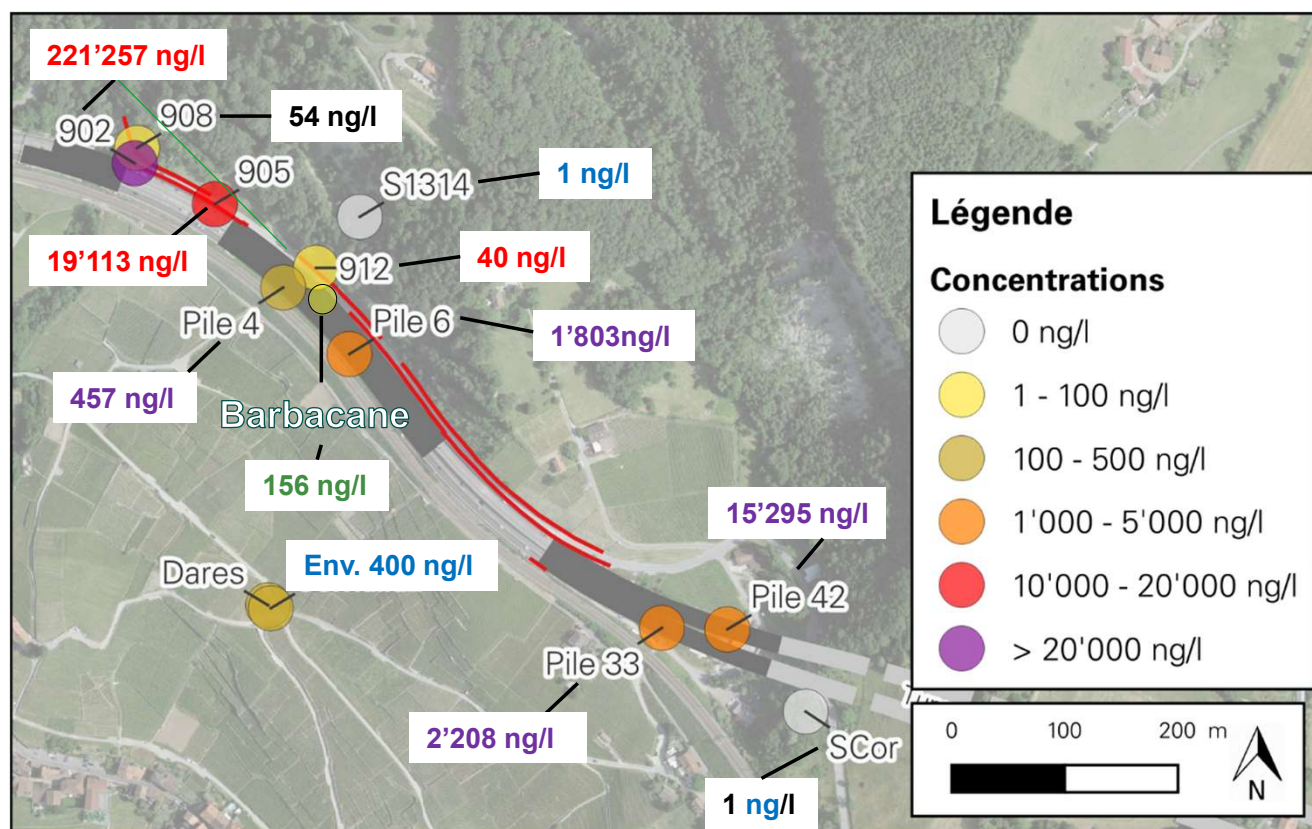 221’257 ng/l
908
54 ng/l
902
905
S1314
1 ng/l
19’113 ng/l
912
40 ng/l
Pile 4
Pile 6
1’803ng/l
457 ng/l
Barbacane
156 ng/l
15’295 ng/l
Dares
Env. 400 ng/l
Pile 42
Pile 33
2’208 ng/l
SCor
1 ng/l
Légende
Concentrations
0 ng/l
1 - 100 ng/l
100 - 500 ng/l
1'000 - 5'000 ng/l
10'000 - 20'000 ng/l
> 20'000 ng/l
0 100 200 m
N